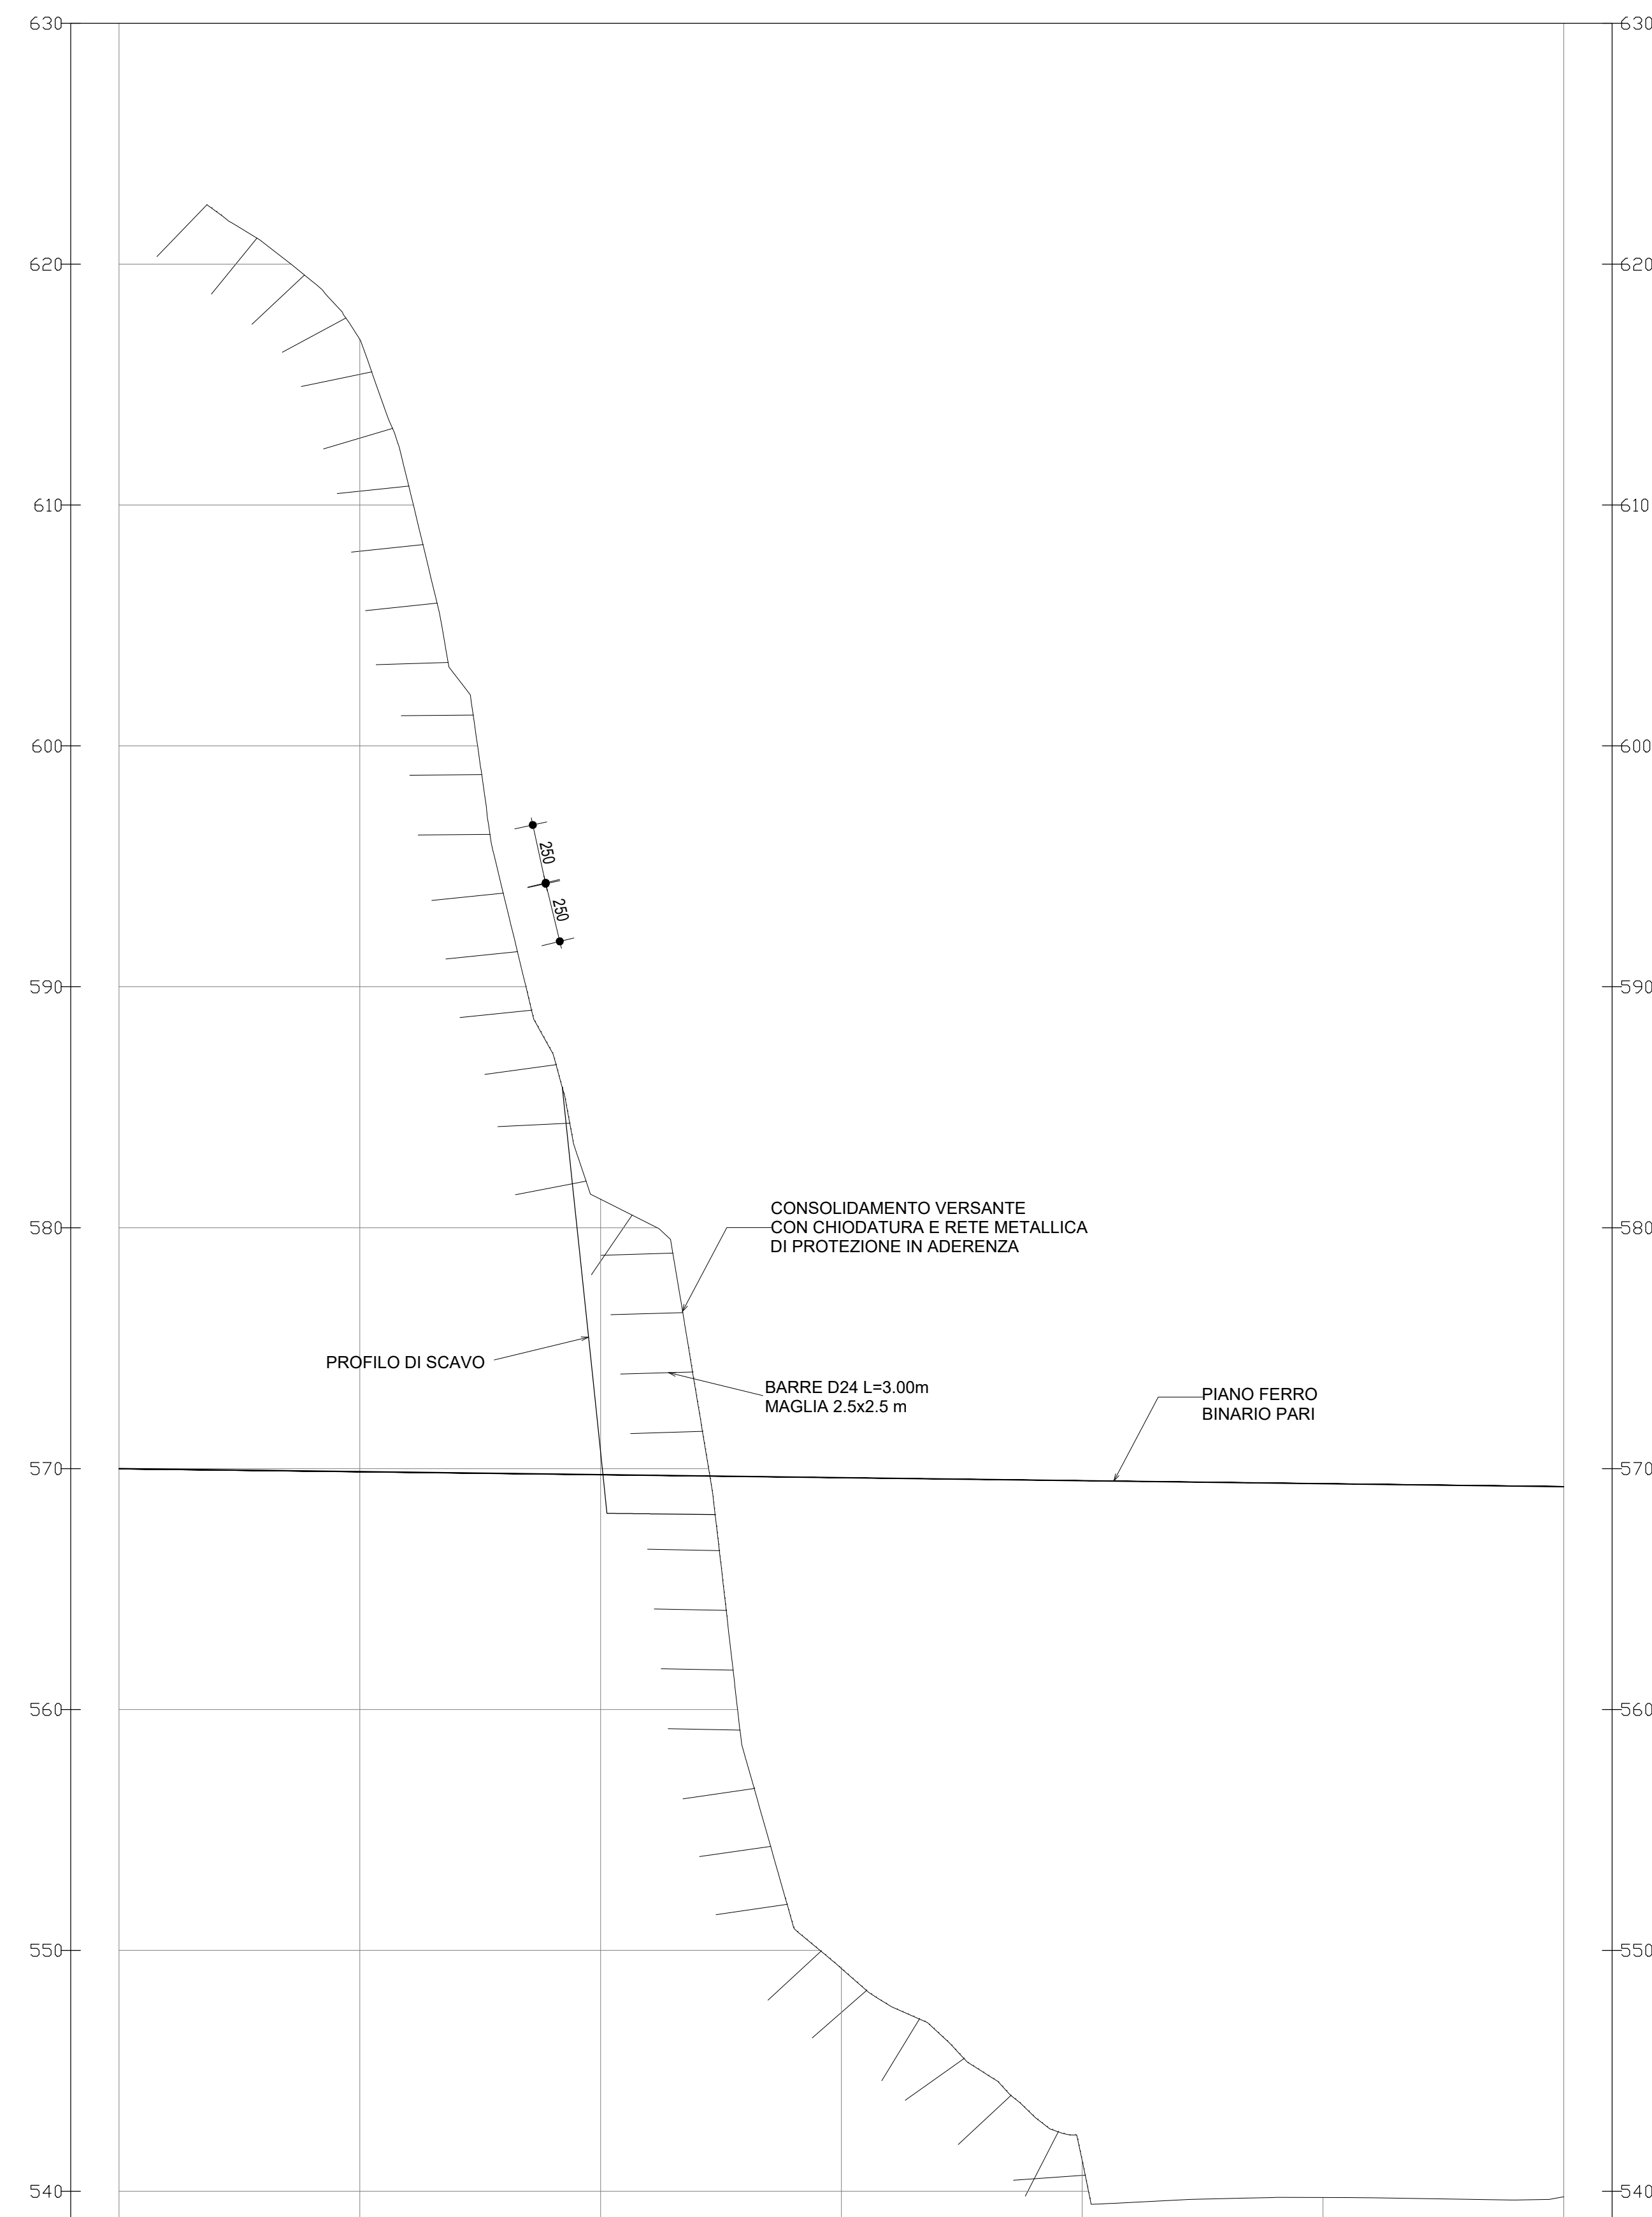 630 630
620 620
610 610
600 600
250
250
590 590
CONSOLIDAMENTO VERSANTE
CON CHIODATURA E RETE METALLICA
DI PROTEZIONE IN ADERENZA
580 580
PROFILO DI SCAVO
BARRE D24 L=3.00m
MAGLIA 2.5x2.5 m
PIANO FERRO
BINARIO PARI
570 570
560 560
550 550
540 540